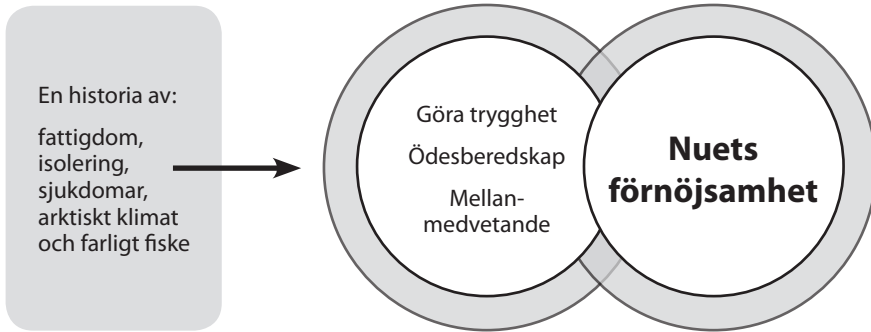 En historia av:
fattigdom,
isolering,
sjukdomar,
arktiskt klimat
och farligt fiske
Göra trygghet
Ödesberedskap
Mellan-
medvetande
Nuets
förnöjsamhet